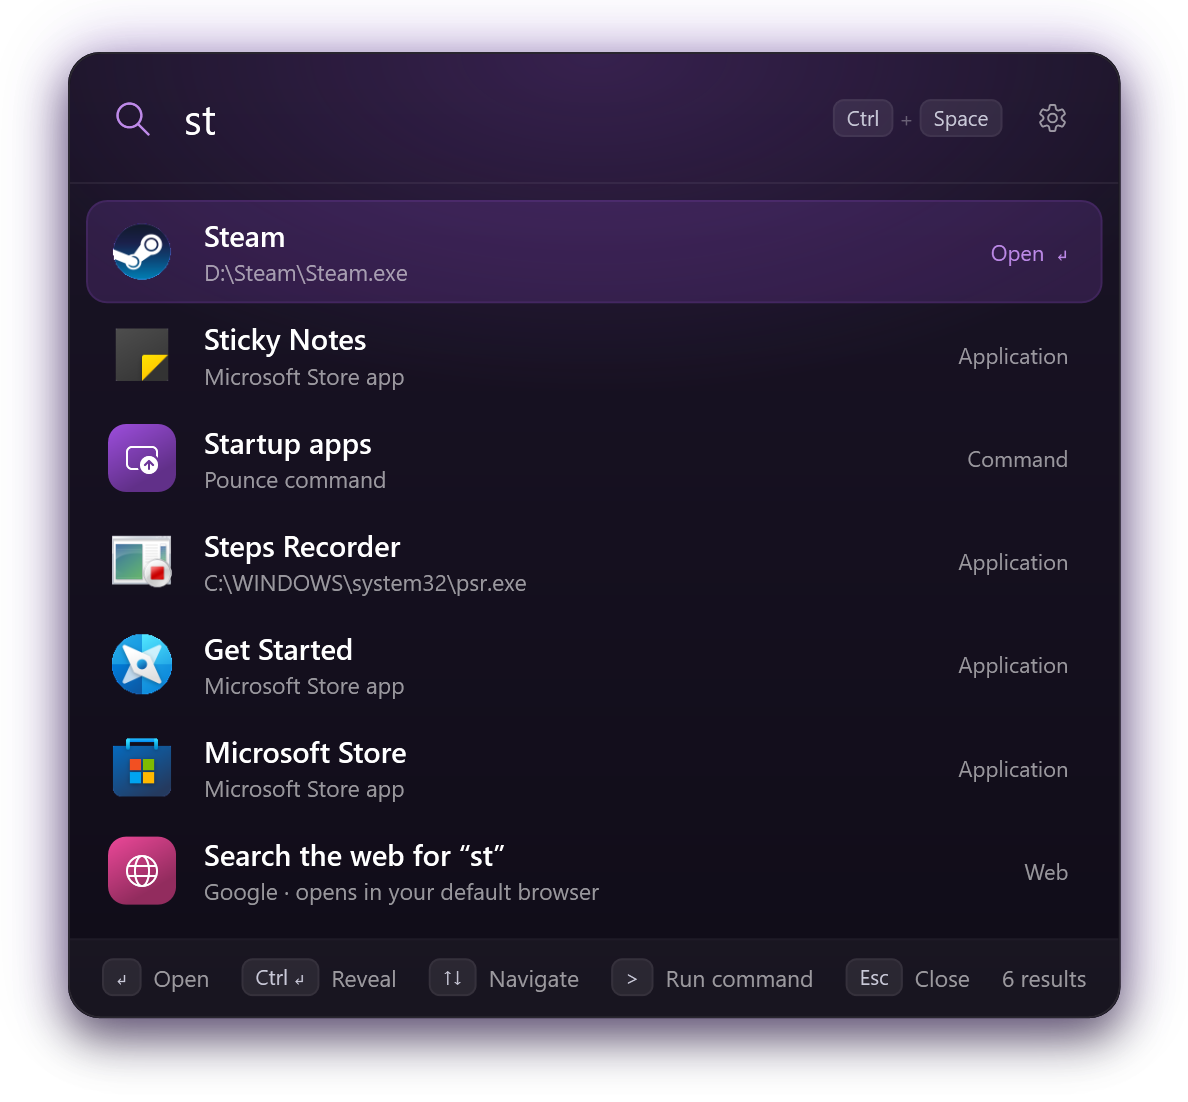 st
Ctrl + Space
Steam
D:\Steam\Steam.exe
Open ↵
Sticky Notes
Microsoft Store app
Application
Startup apps
Pounce command
Command
Steps Recorder
C:\WINDOWS\system32\psr.exe
Application
Get Started
Microsoft Store app
Application
Microsoft Store
Microsoft Store app
Application
Search the web for “st”
Google · opens in your default browser
Web
↵ Open Ctrl ↵ Reveal ↑↓ Navigate > Run command Esc Close 6 results